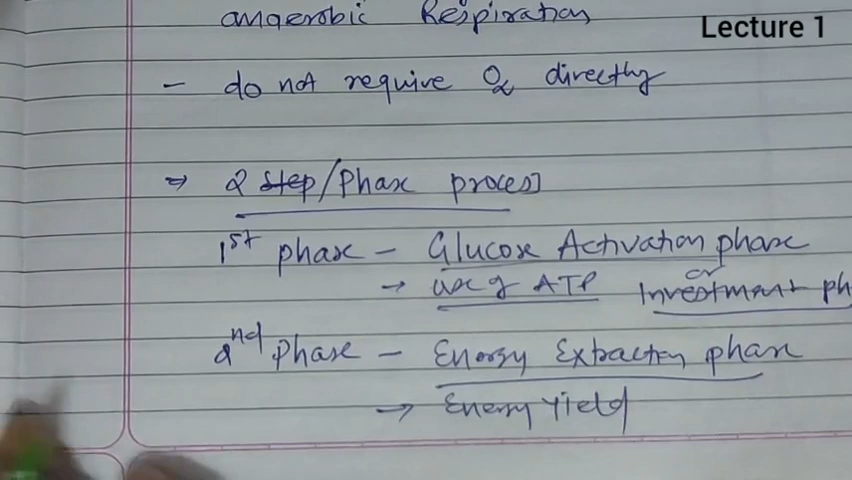 anaerobic Respiration
Lecture 1
- do not require O2 directly
⇒ 2 Step/Phase process
1st phase - Glucose Activation phase
or
→ use of ATP Investment ph
2nd Phase - Energy Extraction phase
→ Energy Yield